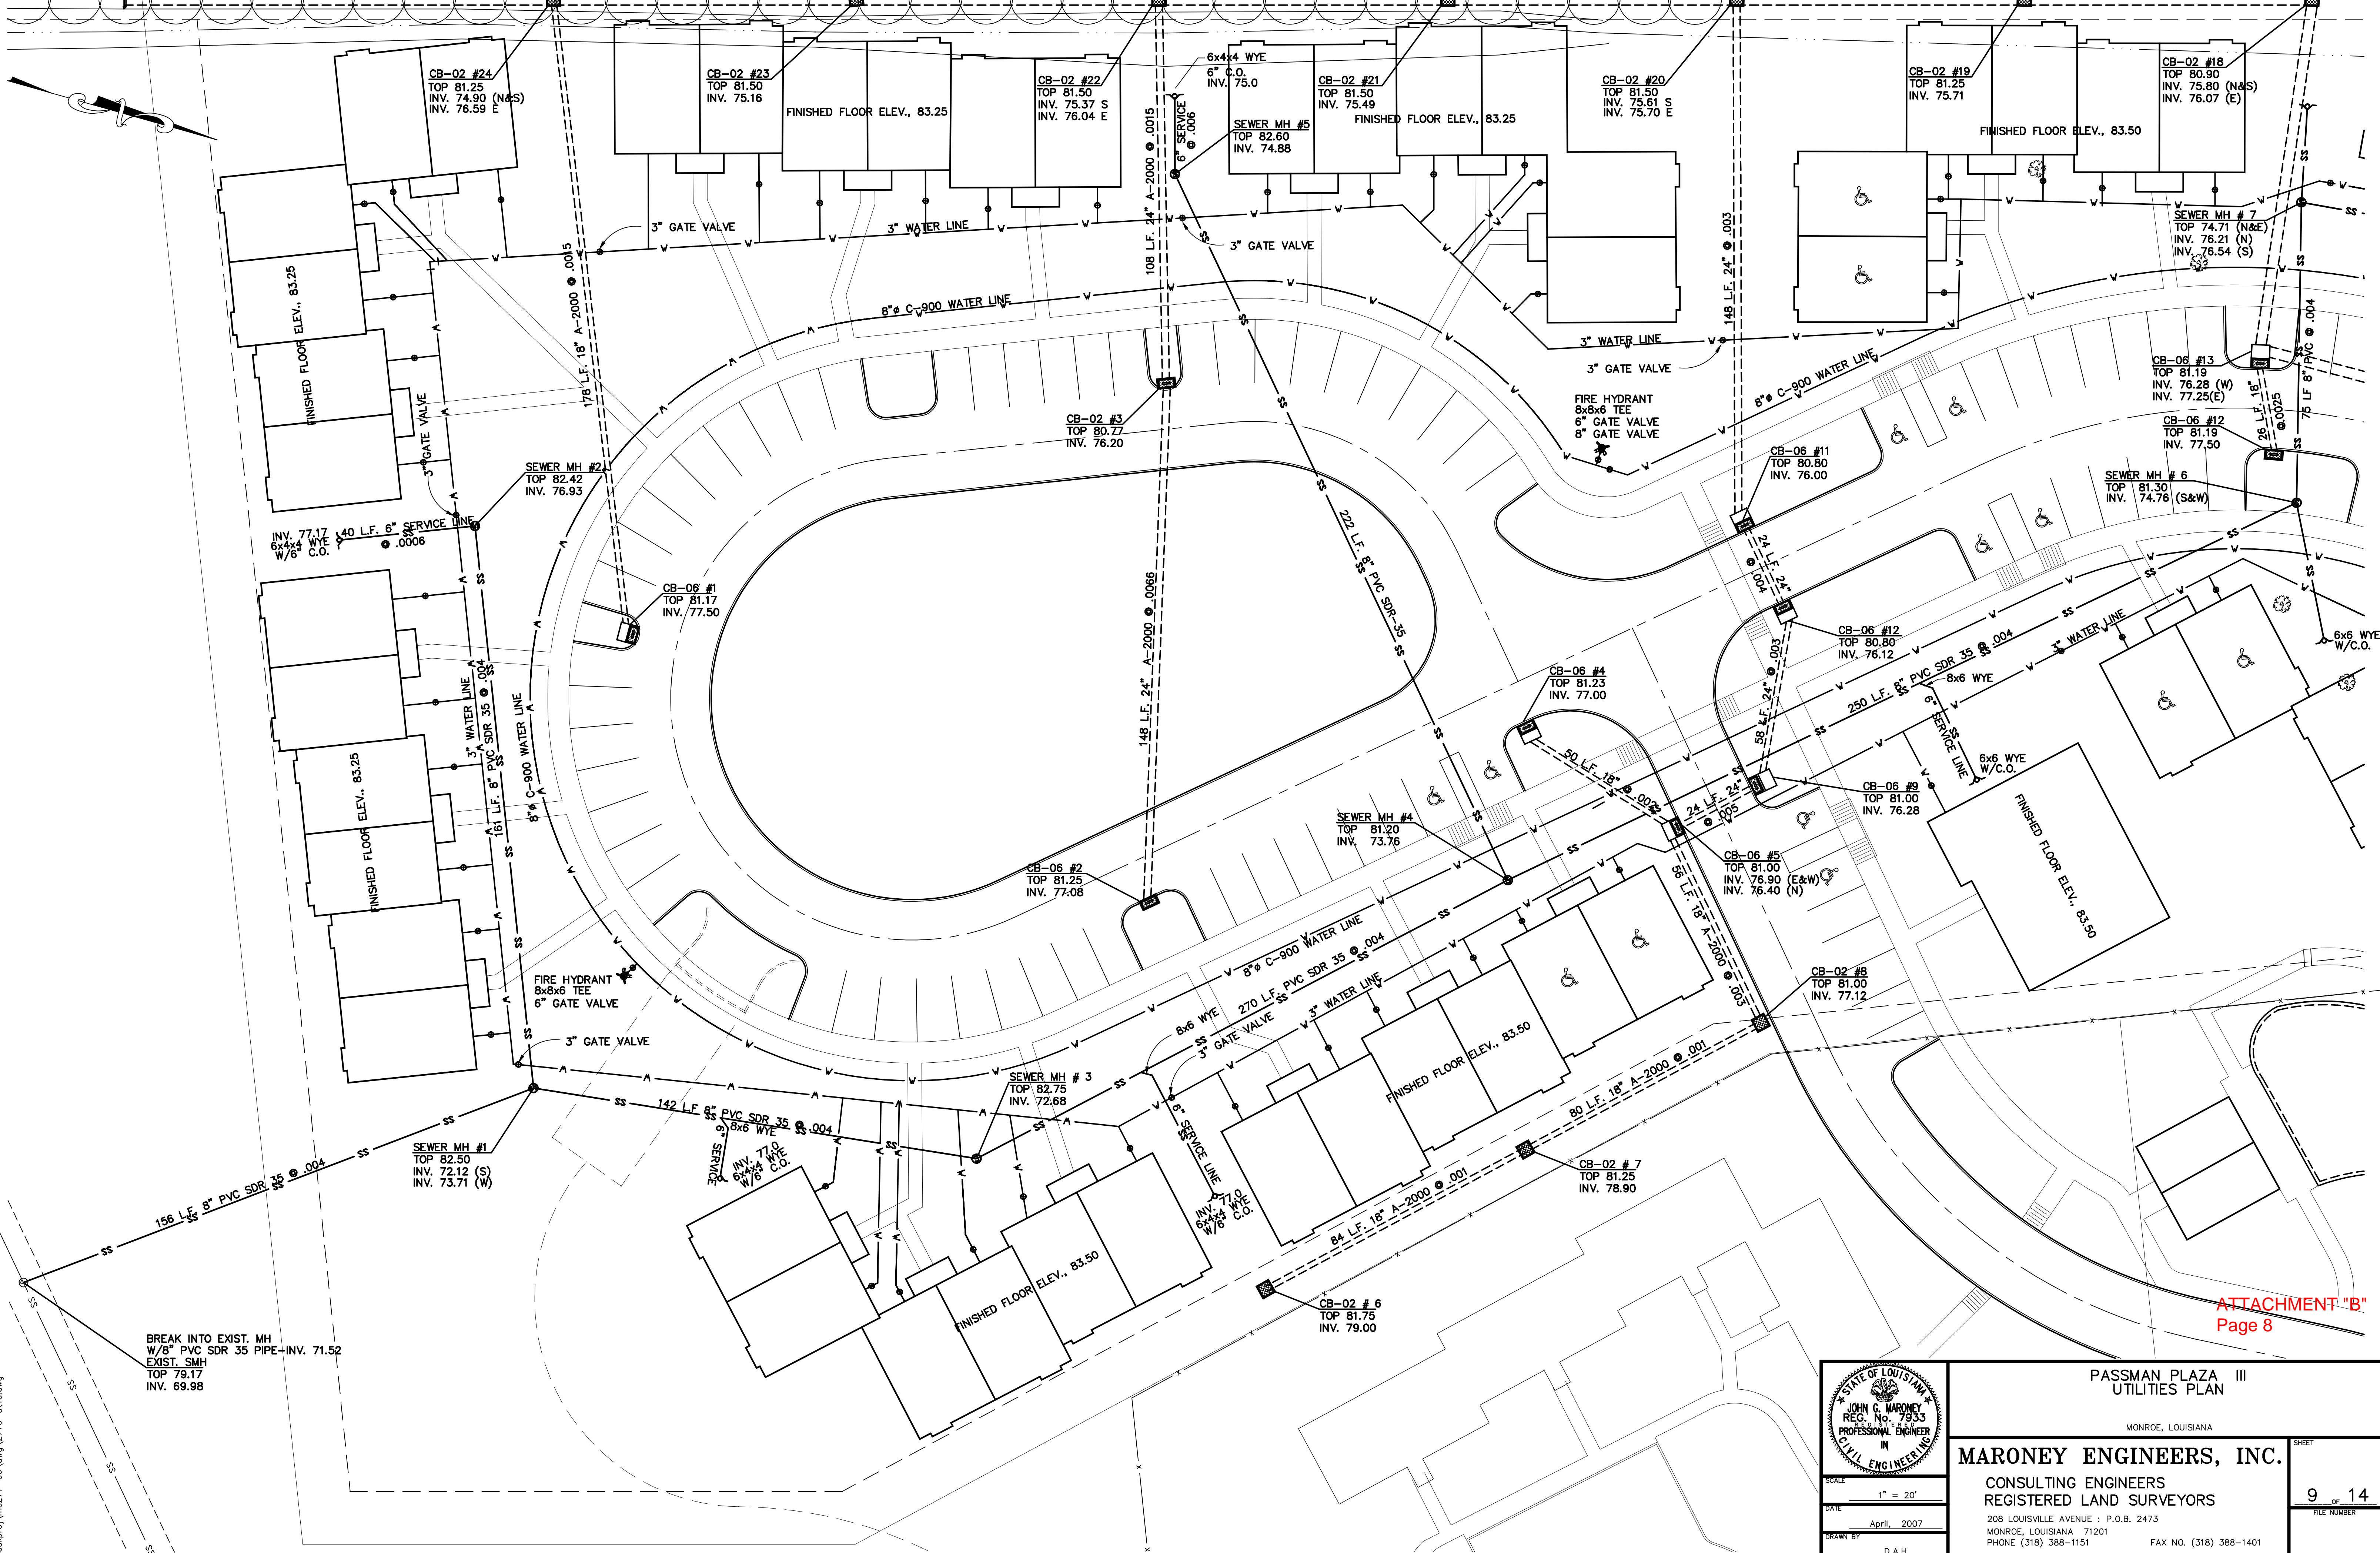 CB-02 #24
TOP 81.25
INV. 74.90 (N&S)
INV. 76.59 E
CB-02 #23
TOP 81.50
INV. 75.16
FINISHED FLOOR ELEV., 83.25
CB-02 #22
TOP 81.50
INV. 75.37 S
INV. 76.04 E
6x4x4 WYE
6" C.O.
INV. 75.0
6" SERVICE
@ .006
SEWER MH #5
TOP 82.60
INV. 74.88
CB-02 #21
TOP 81.50
INV. 75.49
FINISHED FLOOR ELEV., 83.25
CB-02 #20
TOP 81.50
INV. 75.61 S
INV. 75.70 E
CB-02 #19
TOP 81.25
INV. 75.71
FINISHED FLOOR ELEV., 83.50
CB-02 #18
TOP 80.90
INV. 75.80 (N&S)
INV. 76.07 (E)
SEWER MH # 7
TOP 74.71 (N&E)
INV. 76.21 (N)
INV. 76.54 (S)
3" GATE VALVE
3" WATER LINE
3" GATE VALVE
178 L.F. 18" A-2000 @ .0015
108 L.F. 24" A-2000 @ .0015
148 L.F. 24" @ .003
8"ø C-900 WATER LINE
FINISHED FLOOR ELEV., 83.25
3" GATE VALVE
3" WATER LINE
3" GATE VALVE
8"ø C-900 WATER LINE
FIRE HYDRANT
8x8x6 TEE
6" GATE VALVE
8" GATE VALVE
CB-02 #3
TOP 80.77
INV. 76.20
CB-06 #13
TOP 81.19
INV. 76.28 (W)
INV. 77.25(E)
26 L.F. 18"
@.0025
75 LF 8" PVC @ .004
CB-06 #12
TOP 81.19
INV. 77.50
CB-06 #11
TOP 80.80
INV. 76.00
SEWER MH # 6
TOP 81.30
INV. 74.76 (S&W)
SEWER MH #2
TOP 82.42
INV. 76.93
INV. 77.17
6x4x4 WYE
W/6" C.O.
40 L.F. 6" SERVICE LINE
@ .0006
222 L.F. 8" PVC SDR-35
24 L.F. 24"
@ .004
CB-06 #1
TOP 81.17
INV. 77.50
148 L.F. 24" A-2000 @ .0066
CB-06 #12
TOP 80.80
INV. 76.12
58 L.F. 24" @ .003
250 L.F. 8" PVC SDR 35 @ .004
3" WATER LINE
6x6 WYE
W/C.O.
8x6 WYE
6" SERVICE LINE
6x6 WYE
W/C.O.
CB-06 #4
TOP 81.23
INV. 77.00
50 L.F. 18" @ .002
24 L.F. 24"
@ .005
CB-06 #9
TOP 81.00
INV. 76.28
FINISHED FLOOR ELEV., 83.50
3" WATER LINE
161 L.F. 8" PVC SDR 35 @ .004
8"ø C-900 WATER LINE
FINISHED FLOOR ELEV., 83.25
SEWER MH #4
TOP 81.20
INV. 73.76
CB-06 #5
TOP 81.00
INV. 76.90 (E&W)
INV. 76.40 (N)
CB-06 #2
TOP 81.25
INV. 77.08
56 L.F. 18" A-2000 @ .003
8"ø C-900 WATER LINE
270 L.F. PVC SDR 35 @ .004
3" WATER LINE
CB-02 #8
TOP 81.00
INV. 77.12
FIRE HYDRANT
8x8x6 TEE
6" GATE VALVE
8x6 WYE
3" GATE VALVE
3" GATE VALVE
FINISHED FLOOR ELEV., 83.50
80 L.F. 18" A-2000 @ .001
SEWER MH # 3
TOP 82.75
INV. 72.68
142 L.F 8" PVC SDR 35 @ .004
8x6 WYE
6" SERVICE
INV. 77.0
6x4x4 WYE
W/6" C.O.
6" SERVICE LINE
INV. 77.0
6x4x4 WYE
W/6" C.O.
SEWER MH #1
TOP 82.50
INV. 72.12 (S)
INV. 73.71 (W)
CB-02 # 7
TOP 81.25
INV. 78.90
156 L.F. 8" PVC SDR 35 @ .004
84 L.F. 18" A-2000 @ .001
FINISHED FLOOR ELEV., 83.50
CB-02 # 6
TOP 81.75
INV. 79.00
BREAK INTO EXIST. MH
W/8" PVC SDR 35 PIPE-INV. 71.52
EXIST. SMH
TOP 79.17
INV. 69.98
ATTACHMENT "B"
Page 8
STATE OF LOUISIANA
JOHN G. MARONEY
REG. No. 7933
REGISTERED
PROFESSIONAL ENGINEER
IN
CIVIL ENGINEERING
PASSMAN PLAZA III
UTILITIES PLAN
MONROE, LOUISIANA
MARONEY ENGINEERS, INC.
CONSULTING ENGINEERS
REGISTERED LAND SURVEYORS
208 LOUISVILLE AVENUE : P.O.B. 2473
MONROE, LOUISIANA 71201
PHONE (318) 388-1151 FAX NO. (318) 388-1401
SCALE
1" = 20'
DATE
April, 2007
DRAWN BY
D.A.H.
SHEET
9 OF 14
FILE NUMBER